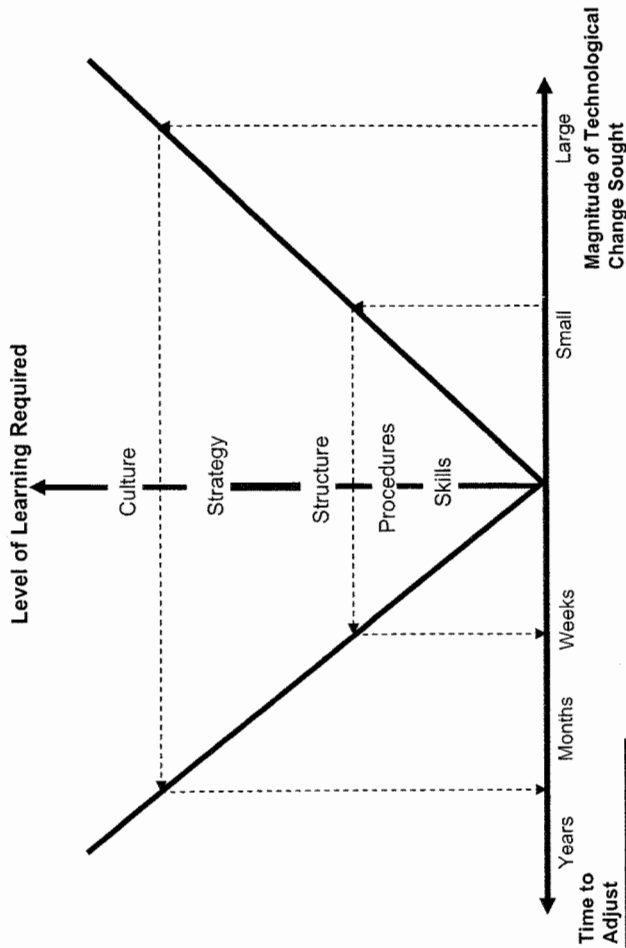 Level of Learning Required
Culture
Strategy
Structure
Procedures
Skills
Years
Months
Weeks
Small
Large
Time to
Adjust
Magnitude of Technological
Change Sought